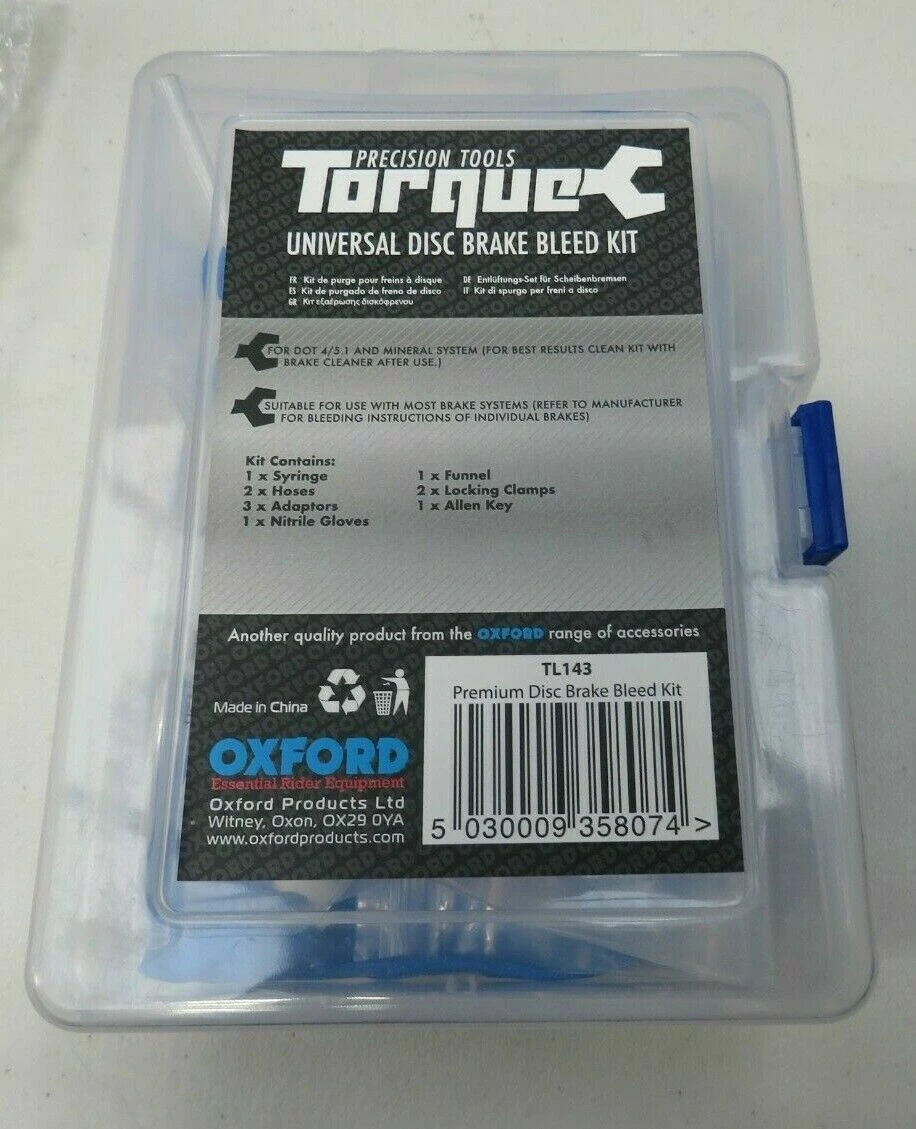 PRECISION TOOLS
Torque
UNIVERSAL DISC BRAKE BLEED KIT
FR Kit de purge pour freins à disque
DE Entlüftungs-Set für Scheibenbremsen
ES Kit de purgado de freno de disco
IT Kit di spurgo per freni a disco
GR Κιτ εξαέρωσης δισκόφρενου
FOR DOT 4/5.1 AND MINERAL SYSTEM (FOR BEST RESULTS CLEAN KIT WITH
BRAKE CLEANER AFTER USE.)
SUITABLE FOR USE WITH MOST BRAKE SYSTEMS (REFER TO MANUFACTURER
FOR BLEEDING INSTRUCTIONS OF INDIVIDUAL BRAKES)
Kit Contains:
1 x Syringe
2 x Hoses
3 x Adaptors
1 x Nitrile Gloves
1 x Funnel
2 x Locking Clamps
1 x Allen Key
Another quality product from the OXFORD range of accessories
Made in China
OXFORD
Essential Rider Equipment
Oxford Products Ltd
Witney, Oxon, OX29 0YA
www.oxfordproducts.com
TL143
Premium Disc Brake Bleed Kit
5 030009 358074 >